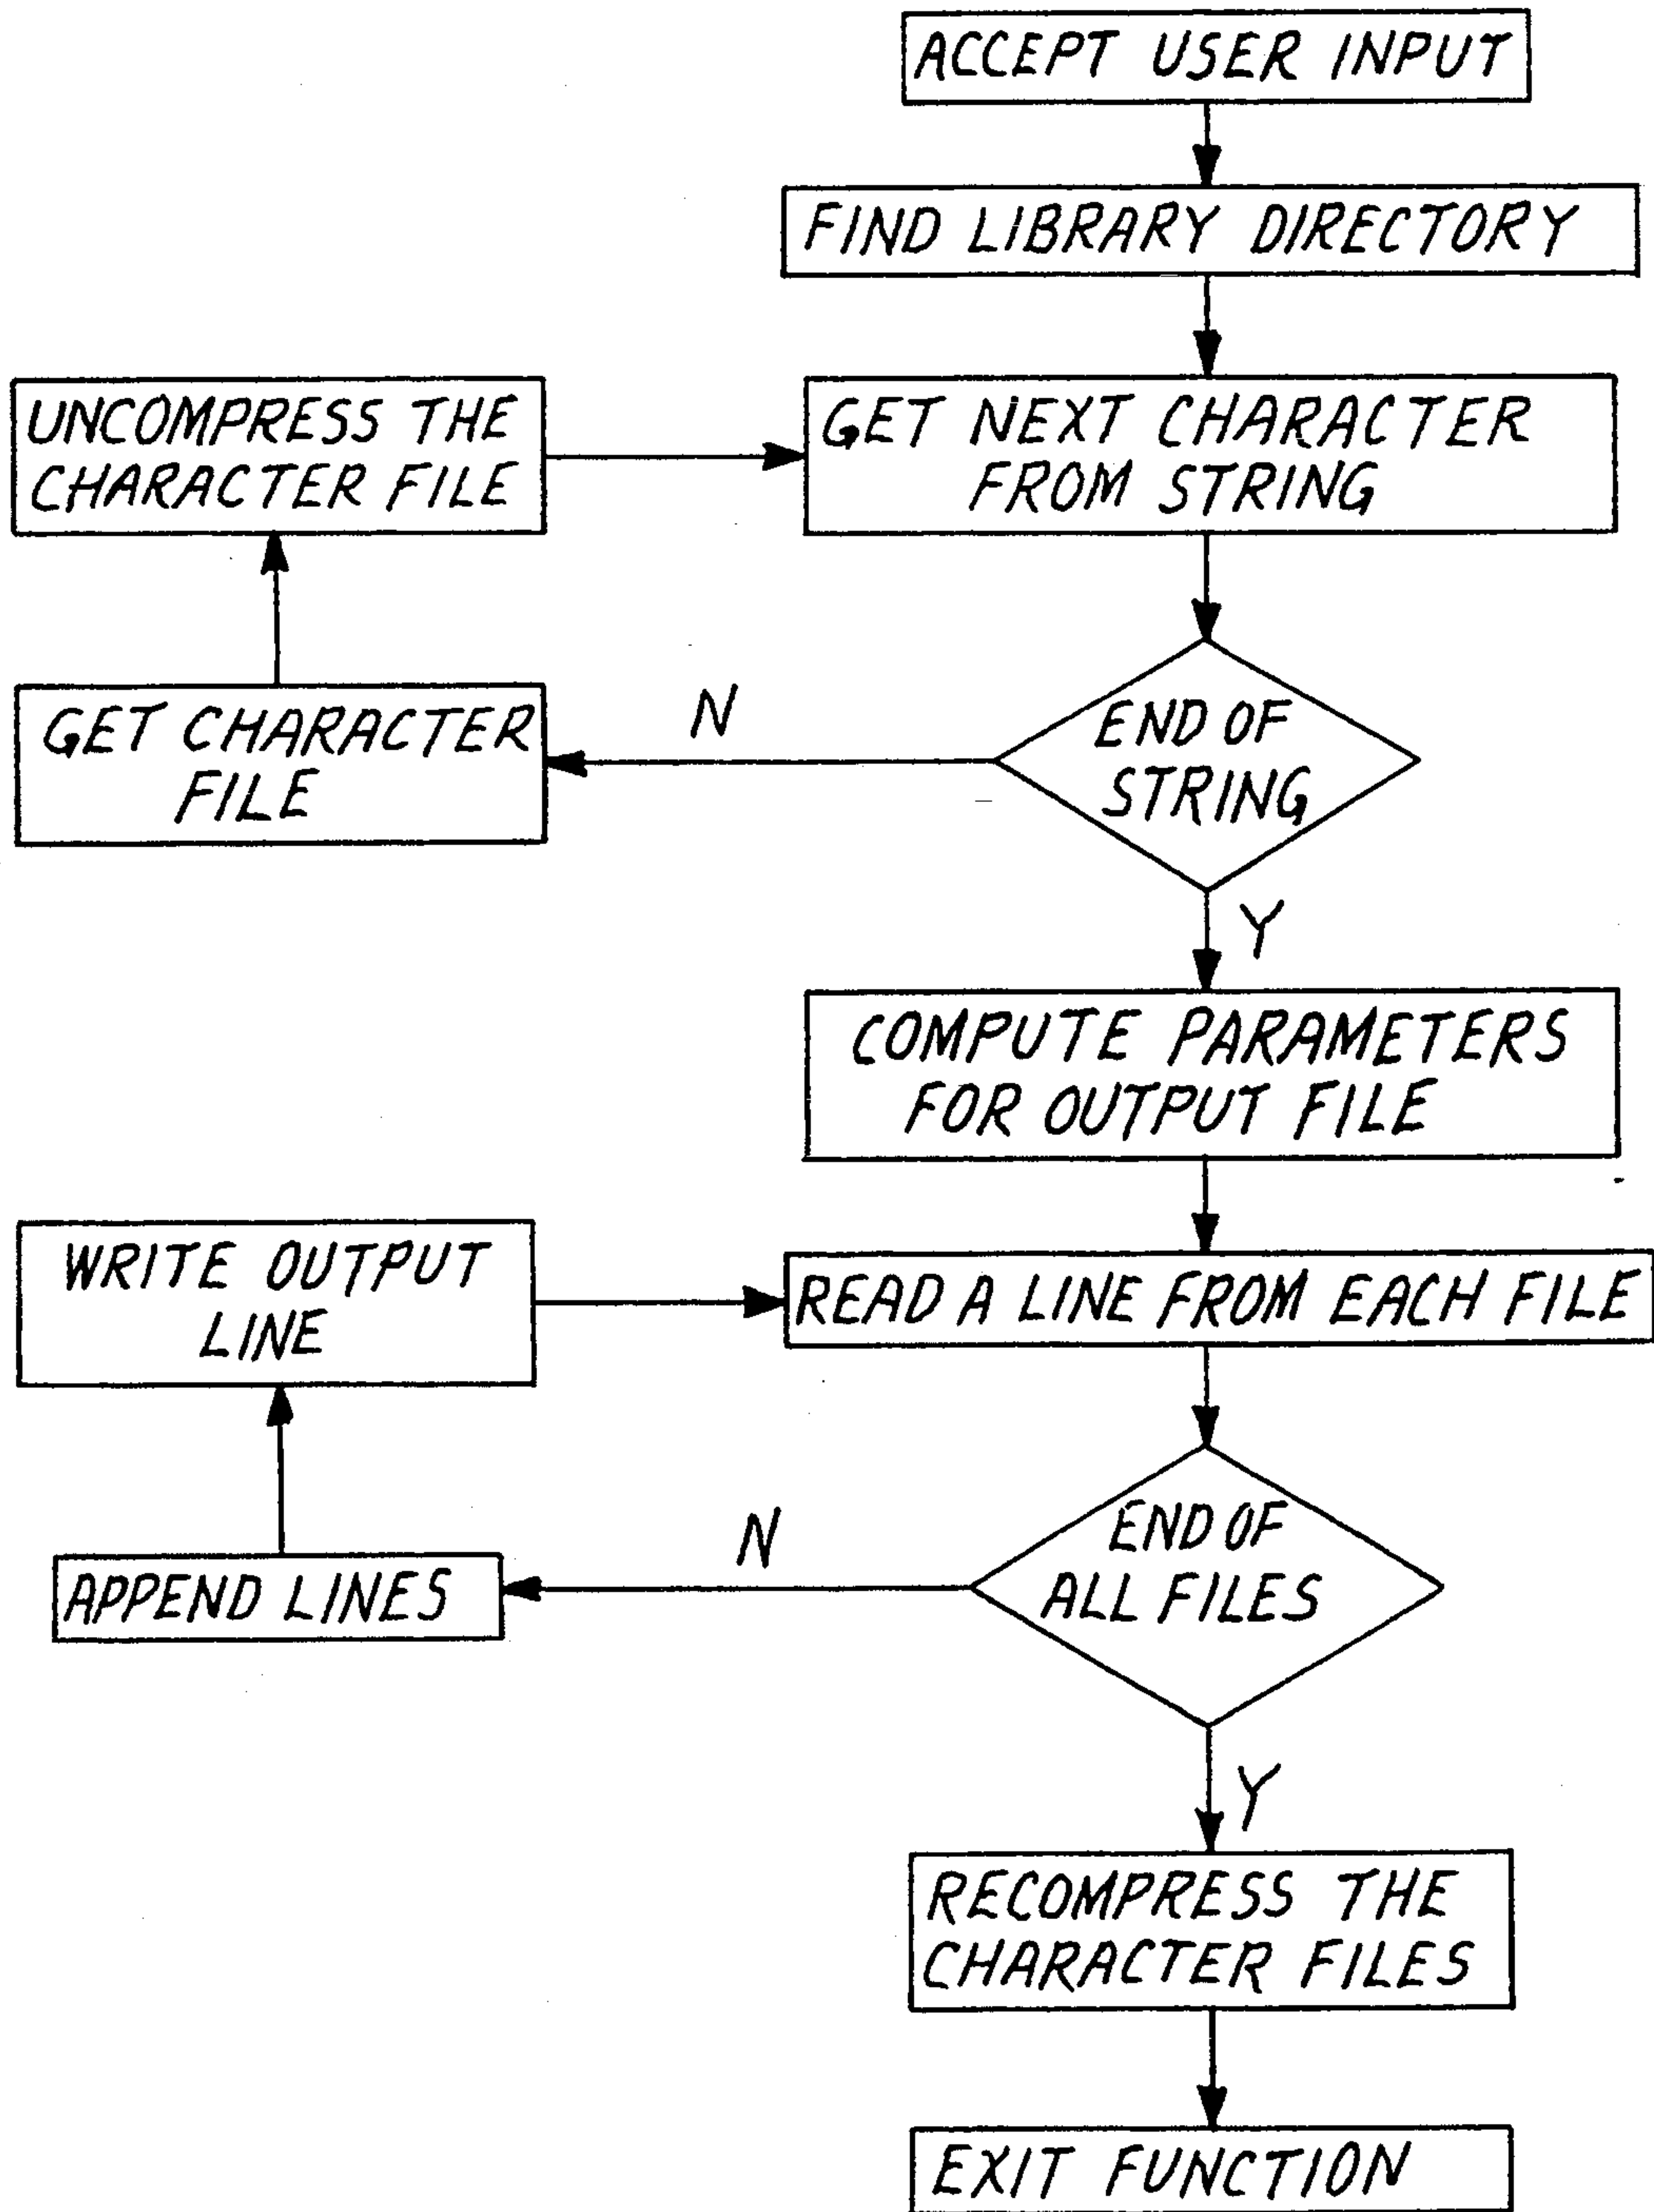 ACCEPT USER INPUT
FIND LIBRARY DIRECTORY
UNCOMPRESS THE
CHARACTER FILE
GET NEXT CHARACTER
FROM STRING
GET CHARACTER
FILE
N
END OF
STRING
Y
COMPUTE PARAMETERS
FOR OUTPUT FILE
WRITE OUTPUT
LINE
READ A LINE FROM EACH FILE
APPEND LINES
N
END OF
ALL FILES
Y
RECOMPRESS THE
CHARACTER FILES
EXIT FUNCTION